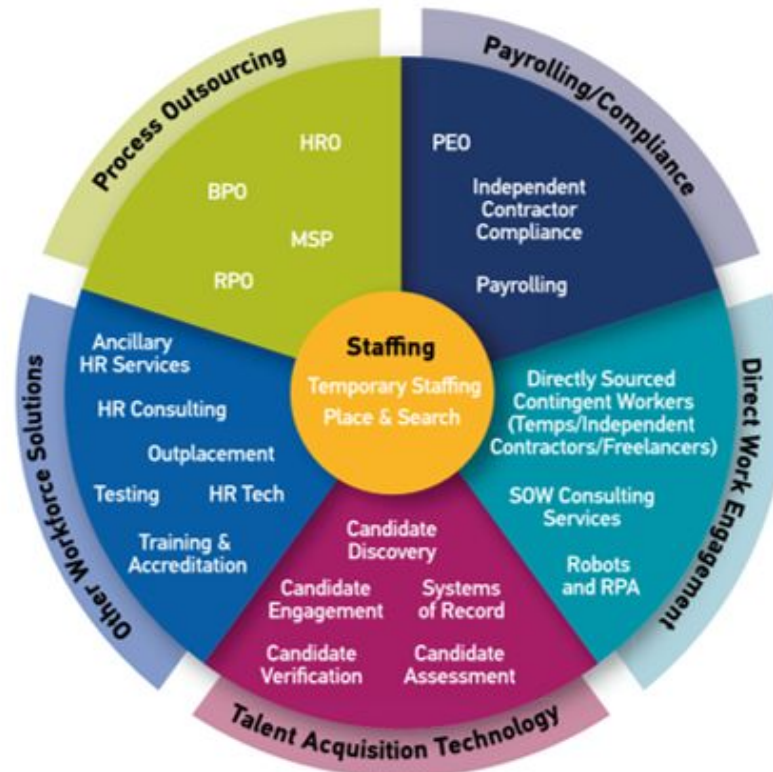 Process Outsourcing
HRO
BPO
MSP
RPO
Payrolling/Compliance
PEO
Independent
Contractor
Compliance
Payrolling
Direct Work Engagement
Directly Sourced
Contingent Workers
(Temps/Independent
Contractors/Freelancers)
SOW Consulting
Services
Robots
and RPA
Talent Acquisition Technology
Candidate
Discovery
Candidate
Engagement
Systems
of Record
Candidate
Verification
Candidate
Assessment
Other Workforce Solutions
Ancillary
HR Services
HR Consulting
Outplacement
Testing
HR Tech
Training &
Accreditation
Staffing
Temporary Staffing
Place & Search